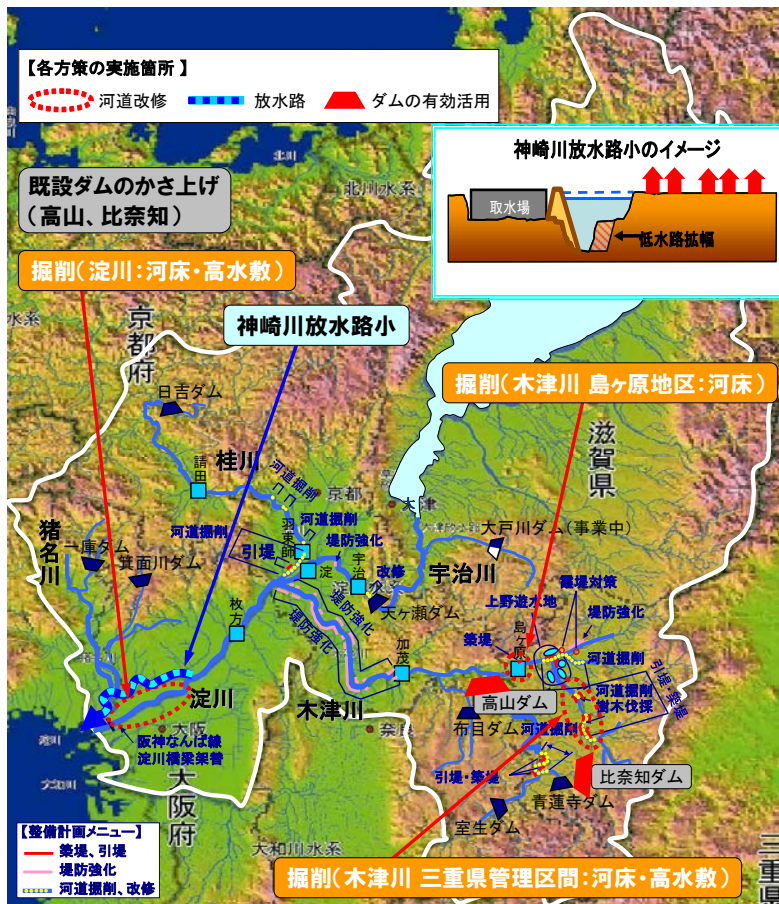 【各方策の実施箇所】
河道改修
放水路
ダムの有効活用
神崎川放水路小のイメージ
取水場
低水路拡幅
既設ダムのかさ上げ
(高山、比奈知)
掘削(淀川:河床・高水敷)
神崎川放水路小
掘削(木津川 島ヶ原地区:河床)
北川
北川水系
水系
京都府
滋賀県
日吉ダム
請田
桂川
河道掘削
京都
大津
河道掘削
河道掘削
羽束師
堤防強化
引堤
淀
宇治
改修
宇治川
大戸川ダム(事業中)
天ヶ瀬ダム
猪名川
一庫ダム
箕面川ダム
枚方
堤防強化
堤防強化
加茂
上野遊水地
霞堤対策
堤防強化
築堤
島ヶ原
河道掘削
引堤・築堤
河道掘削
樹木伐採
高山ダム
布目ダム
河道掘削
淀川
木津川
奈良
大阪
阪神なんば線
淀川橋梁架替
大阪府
引堤・築堤
比奈知ダム
青蓮寺ダム
室生ダム
大和川水系
三重県
【整備計画メニュー】
築堤、引堤
堤防強化
河道掘削、改修
掘削(木津川 三重県管理区間:河床・高水敷)